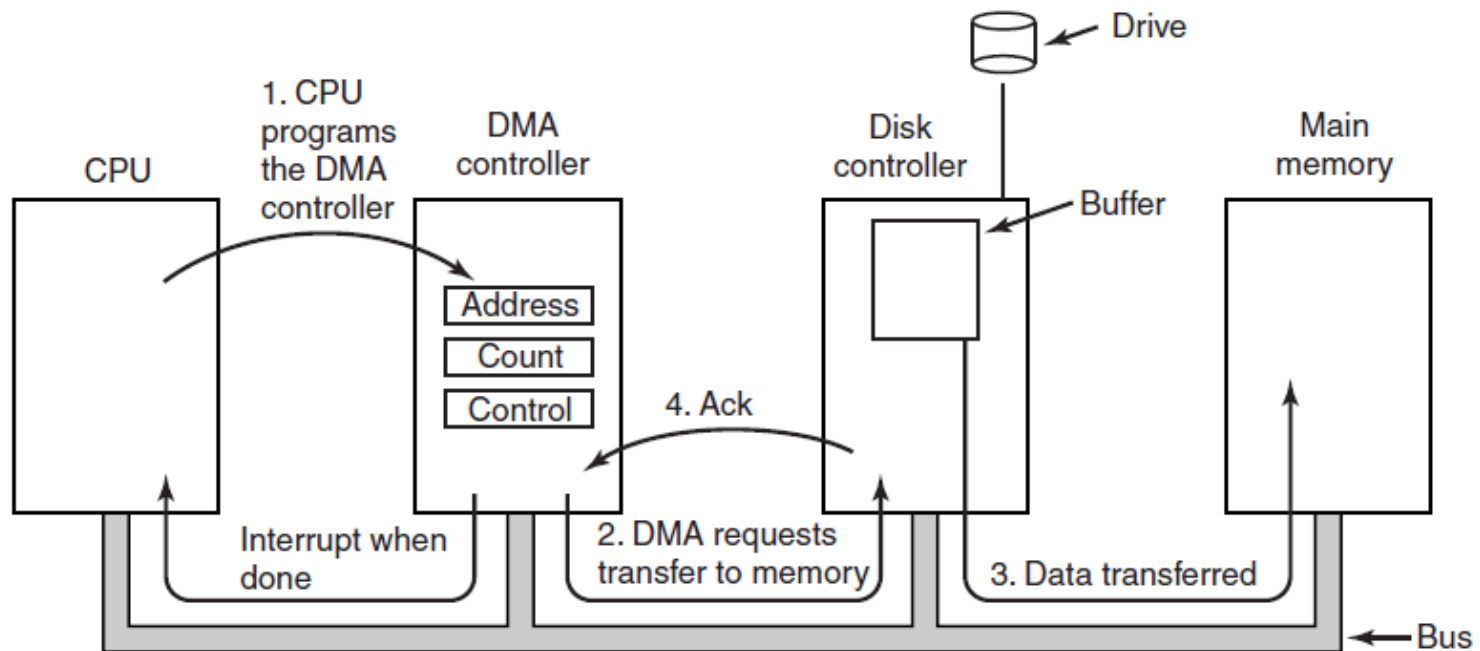 Drive
1. CPU
programs
the DMA
controller
CPU
DMA
controller
Disk
controller
Main
memory
Buffer
Address
Count
Control
4. Ack
Interrupt when
done
2. DMA requests
transfer to memory
3. Data transferred
Bus